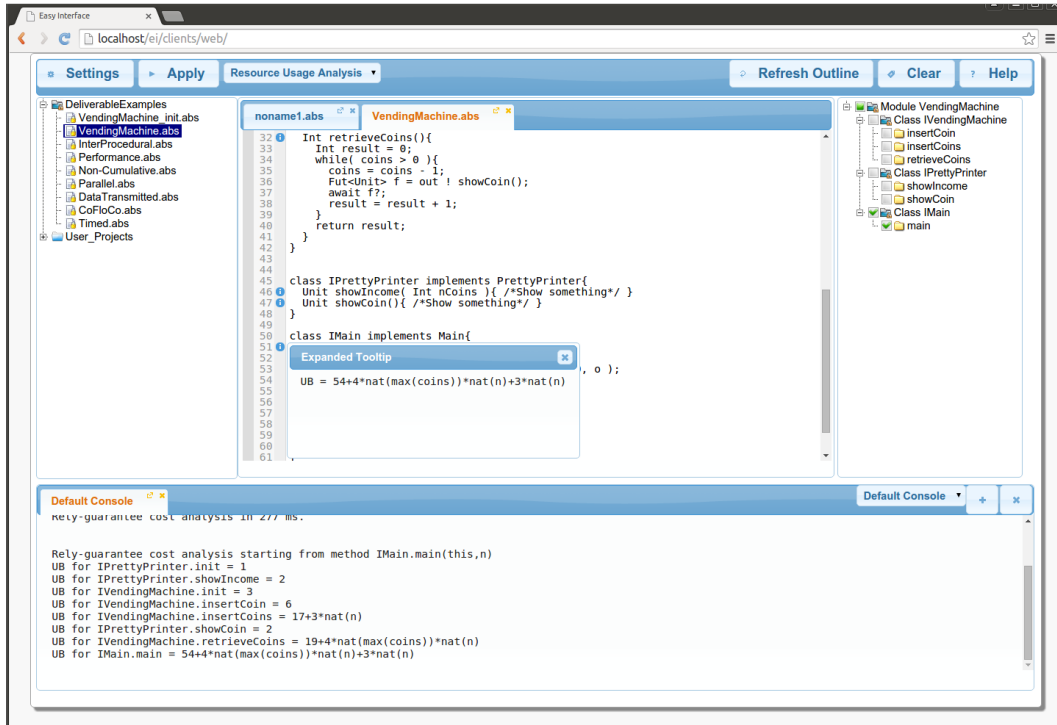 Easy Interface
localhost/ei/clients/web/
Settings
Apply
Resource Usage Analysis
Refresh Outline
Clear
? Help
DeliverableExamples
VendingMachine_init.abs
VendingMachine.abs
InterProcedural.abs
Performance.abs
Non-Cumulative.abs
Parallel.abs
DataTransmitted.abs
CoFloCo.abs
Timed.abs
User_Projects
noname1.abs
VendingMachine.abs
32 Int retrieveCoins(){
33 Int result = 0;
34 while( coins > 0 ){
35 coins = coins - 1;
36 Fut<Unit> f = out ! showCoin();
37 await f?;
38 result = result + 1;
39 }
40 return result;
41 }
42 }
43
44
45 class IPrettyPrinter implements PrettyPrinter{
46 Unit showIncome( Int nCoins ){ /*Show something*/ }
47 Unit showCoin(){ /*Show something*/ }
48 }
49
50 class IMain implements Main{
51
52
53 , o );
54
55
56
57
58
59
60
61
Expanded Tooltip
UB = 54+4*nat(max(coins))*nat(n)+3*nat(n)
Module VendingMachine
Class IVendingMachine
insertCoin
insertCoins
retrieveCoins
Class IPrettyPrinter
showIncome
showCoin
Class IMain
main
Default Console
Default Console
+
Rely-guarantee cost analysis in 277 ms.
Rely-guarantee cost analysis starting from method IMain.main(this,n)
UB for IPrettyPrinter.init = 1
UB for IPrettyPrinter.showIncome = 2
UB for IVendingMachine.init = 3
UB for IVendingMachine.insertCoin = 6
UB for IVendingMachine.insertCoins = 17+3*nat(n)
UB for IPrettyPrinter.showCoin = 2
UB for IVendingMachine.retrieveCoins = 19+4*nat(max(coins))*nat(n)
UB for IMain.main = 54+4*nat(max(coins))*nat(n)+3*nat(n)